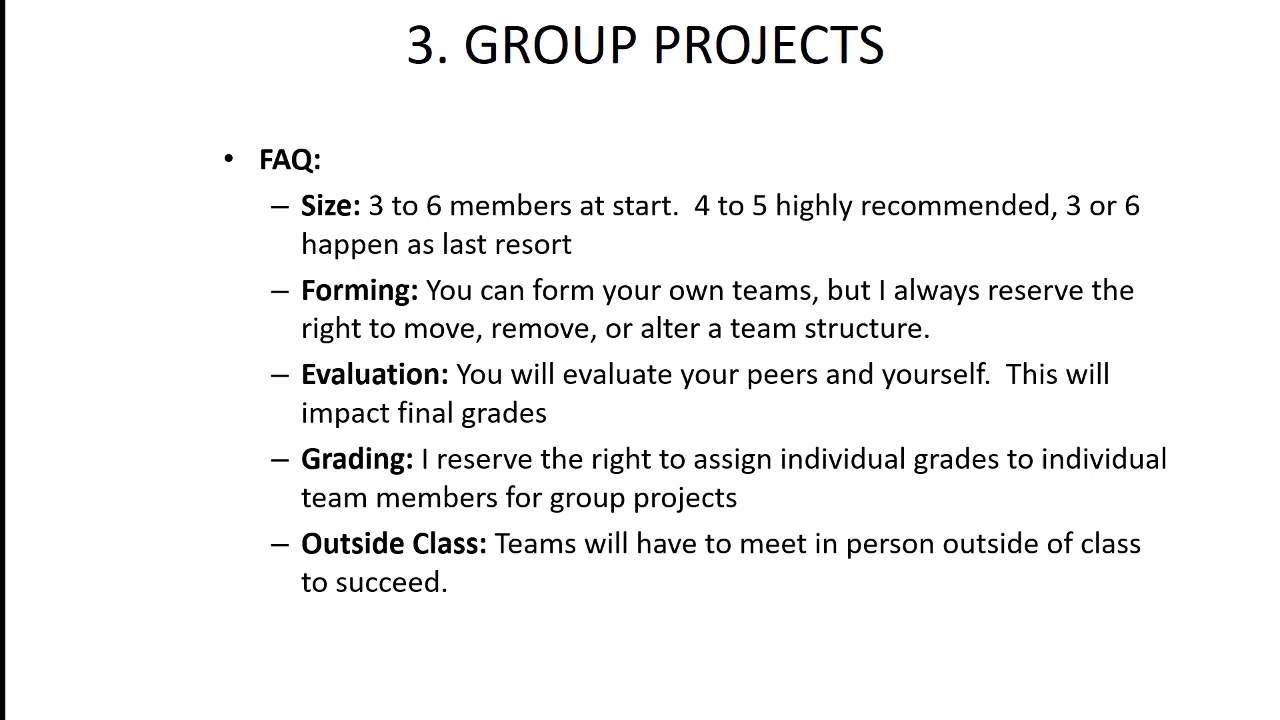 3. GROUP PROJECTS
• FAQ:
– Size: 3 to 6 members at start.  4 to 5 highly recommended, 3 or 6
happen as last resort
– Forming: You can form your own teams, but I always reserve the
right to move, remove, or alter a team structure.
– Evaluation: You will evaluate your peers and yourself.  This will
impact final grades
– Grading: I reserve the right to assign individual grades to individual
team members for group projects
– Outside Class: Teams will have to meet in person outside of class
to succeed.